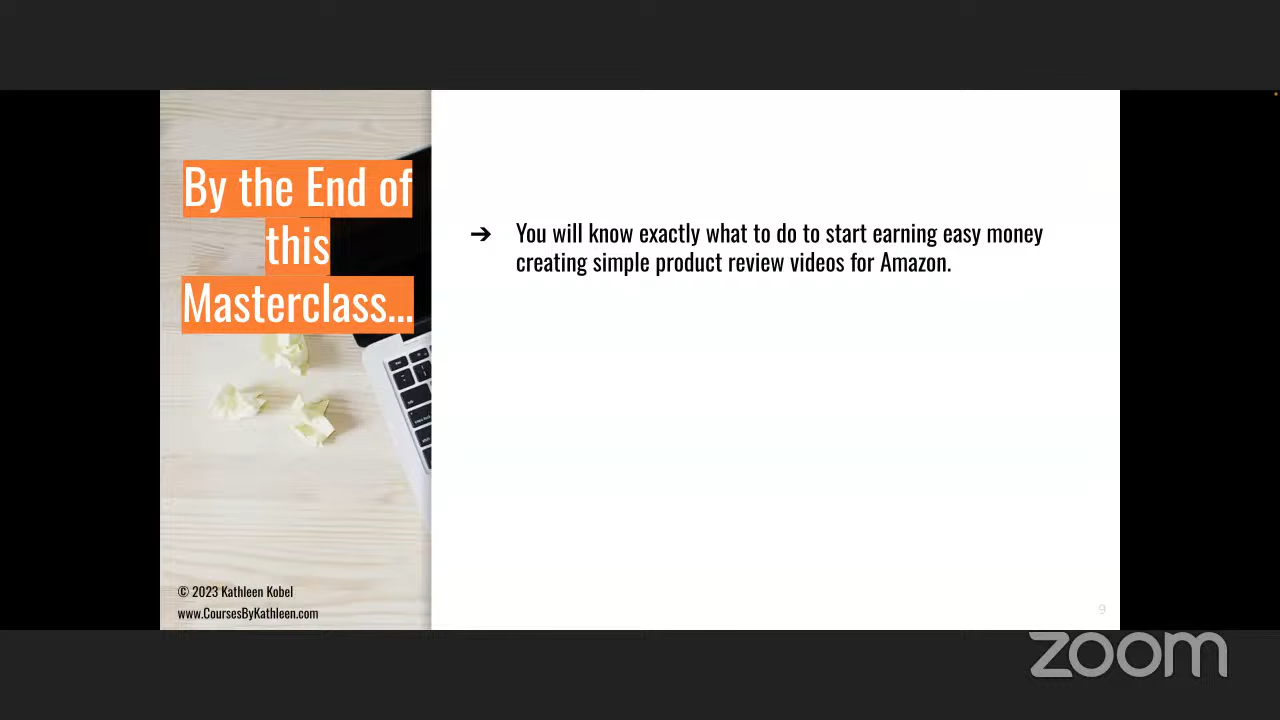 By the End of
this
Masterclass...
➔ You will know exactly what to do to start earning easy money
creating simple product review videos for Amazon.
© 2023 Kathleen Kobel
www.CoursesByKathleen.com
9
zoom